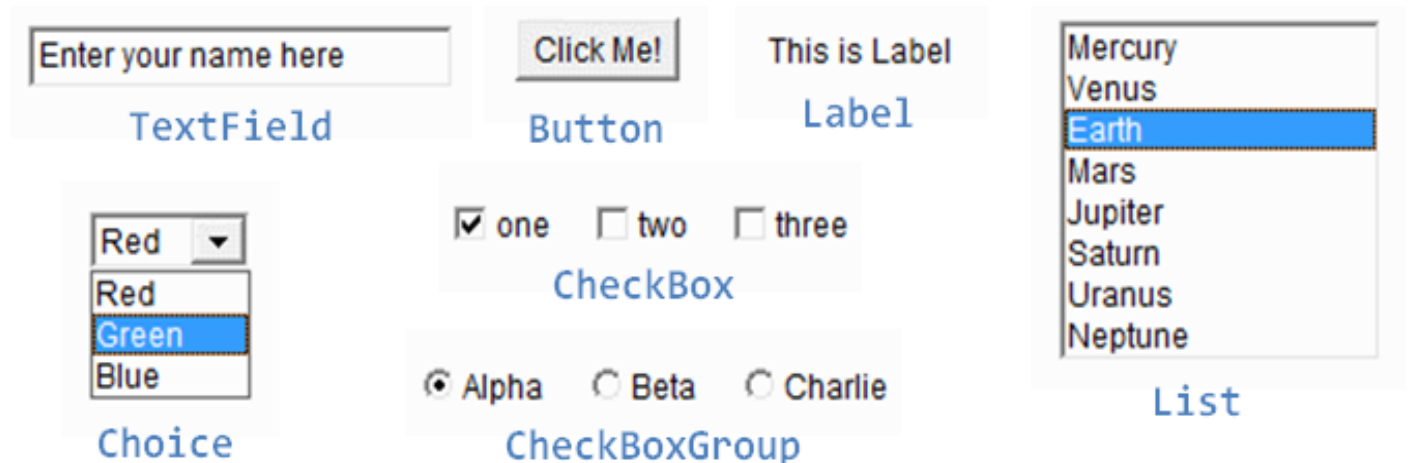 Enter your name here
TextField
Click Me!
Button
This is Label
Label
Mercury
Venus
Earth
Mars
Jupiter
Saturn
Uranus
Neptune
List
Red
Red
Green
Blue
Choice
one two three
CheckBox
Alpha Beta Charlie
CheckBoxGroup